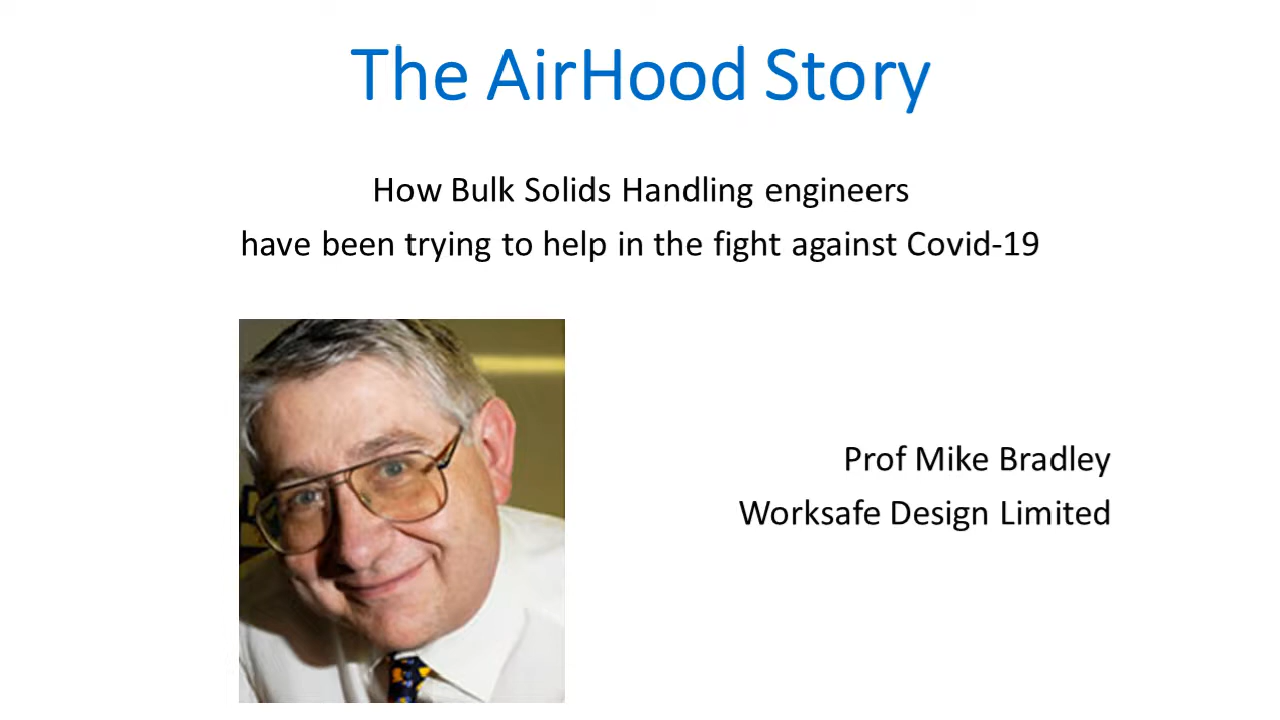 The AirHood Story
How Bulk Solids Handling engineers
have been trying to help in the fight against Covid-19
Prof Mike Bradley
Worksafe Design Limited